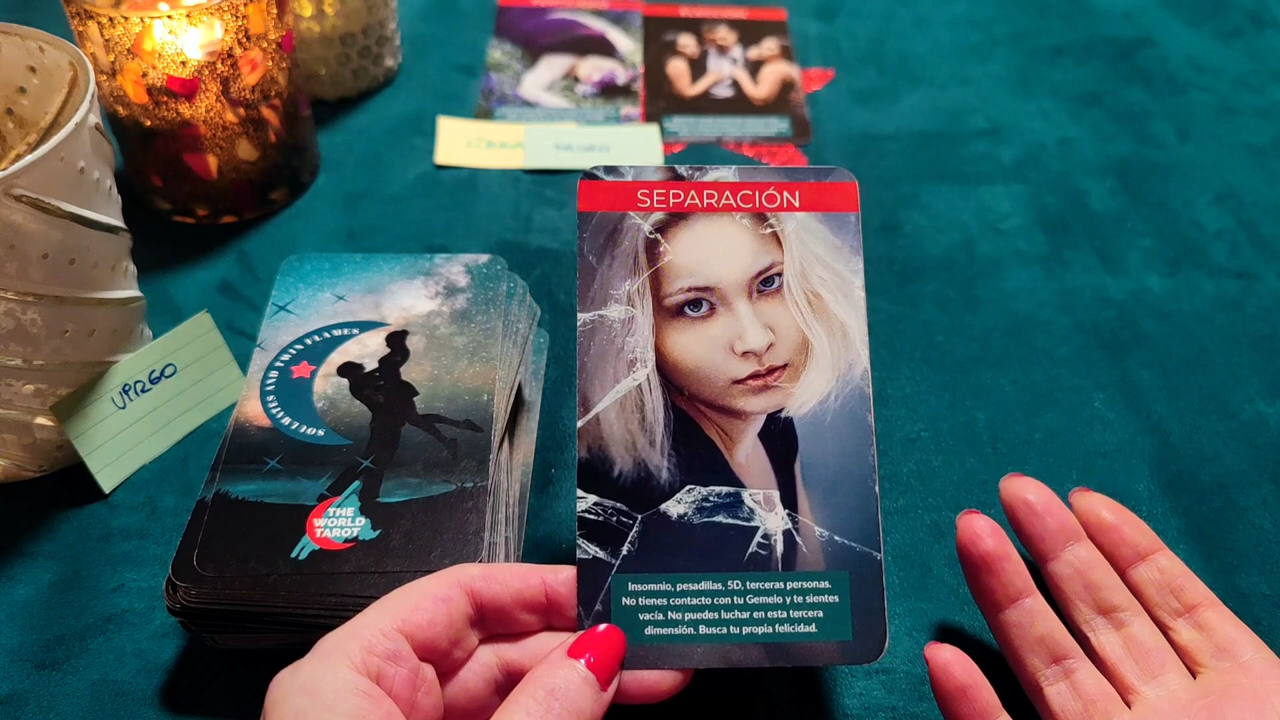 SEPARACIÓN
Insomnio, pesadillas, 5D, terceras personas.
No tienes contacto con tu Gemelo y te sientes
vacía. No puedes luchar en esta tercera
dimensión. Busca tu propia felicidad.
SOULMATES AND TWIN FLAMES
THE
WORLD
TAROT
VIRGO